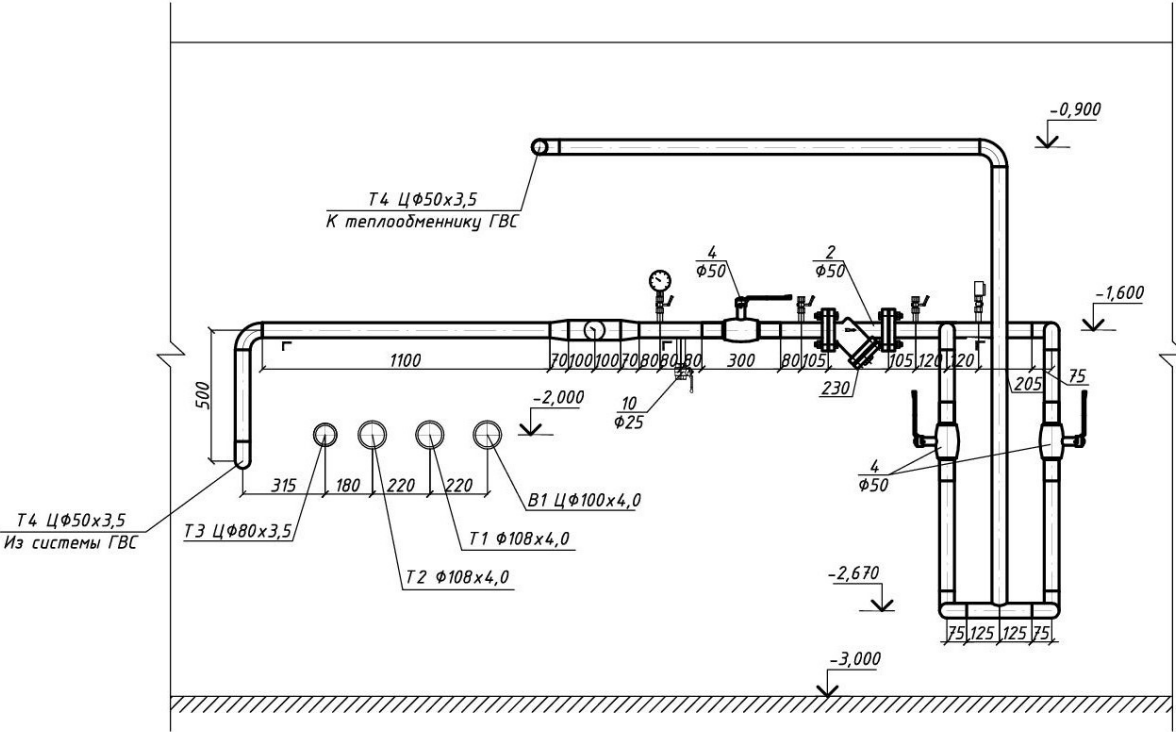 -0,900
Т4 ЦФ50х3,5
К теплообменнику ГВС
4
Ф50
2
Ф50
-1,600
1100
70
100
100
70
80
80
80
300
80
105
230
105
120
120
205
75
500
-2,000
10
Ф25
4
Ф50
315
180
220
220
В1 ЦФ100х4,0
Т4 ЦФ50х3,5
Из системы ГВС
Т3 ЦФ80х3,5
Т1 Ф108х4,0
Т2 Ф108х4,0
-2,670
75
125
125
75
-3,000